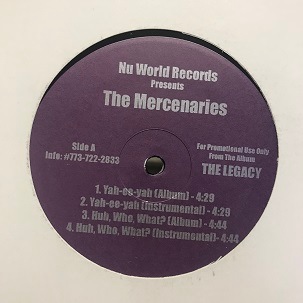 Nu World Records
Presents
The Mercenaries
Side A
Info: #773-722-2833
For Promotional Use Only
From The Album
THE LEGACY
1. Yah-ee-yah (Album) - 4:29
2. Yah-ee-yah (Instrumental) - 4:29
3. Huh, Who, What? (Album) - 4:44
4. Huh, Who, What? (Instrumental)- 4:44